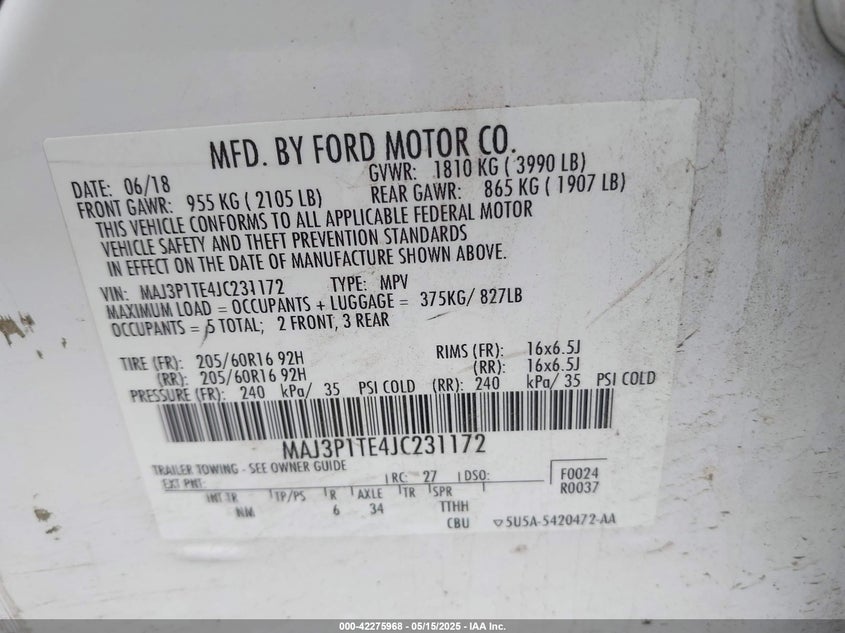 MFD. BY FORD MOTOR CO.
DATE: 06/18 GVWR: 1810 KG ( 3990 LB)
FRONT GAWR: 955 KG ( 2105 LB) REAR GAWR: 865 KG ( 1907 LB)
THIS VEHICLE CONFORMS TO ALL APPLICABLE FEDERAL MOTOR
VEHICLE SAFETY AND THEFT PREVENTION STANDARDS
IN EFFECT ON THE DATE OF MANUFACTURE SHOWN ABOVE.
VIN: MAJ3P1TE4JC231172 TYPE: MPV
MAXIMUM LOAD = OCCUPANTS + LUGGAGE = 375KG/ 827LB
OCCUPANTS = 5 TOTAL; 2 FRONT, 3 REAR
TIRE (FR): 205/60R16 92H RIMS (FR): 16x6.5J
(RR): 205/60R16 92H (RR): 16x6.5J
PRESSURE (FR): 240 kPa/ 35 PSI COLD (RR): 240 kPa/ 35 PSI COLD
MAJ3P1TE4JC231172
TRAILER TOWING - SEE OWNER GUIDE
EXT PNT: RC: 27 DSO: F0024
R0037
INT TR TP/PS R AXLE TR SPR
NM 6 34 TTHH
CBU 5U5A-5420472-AA
000-42275968 - 05/15/2025 - IAA Inc.